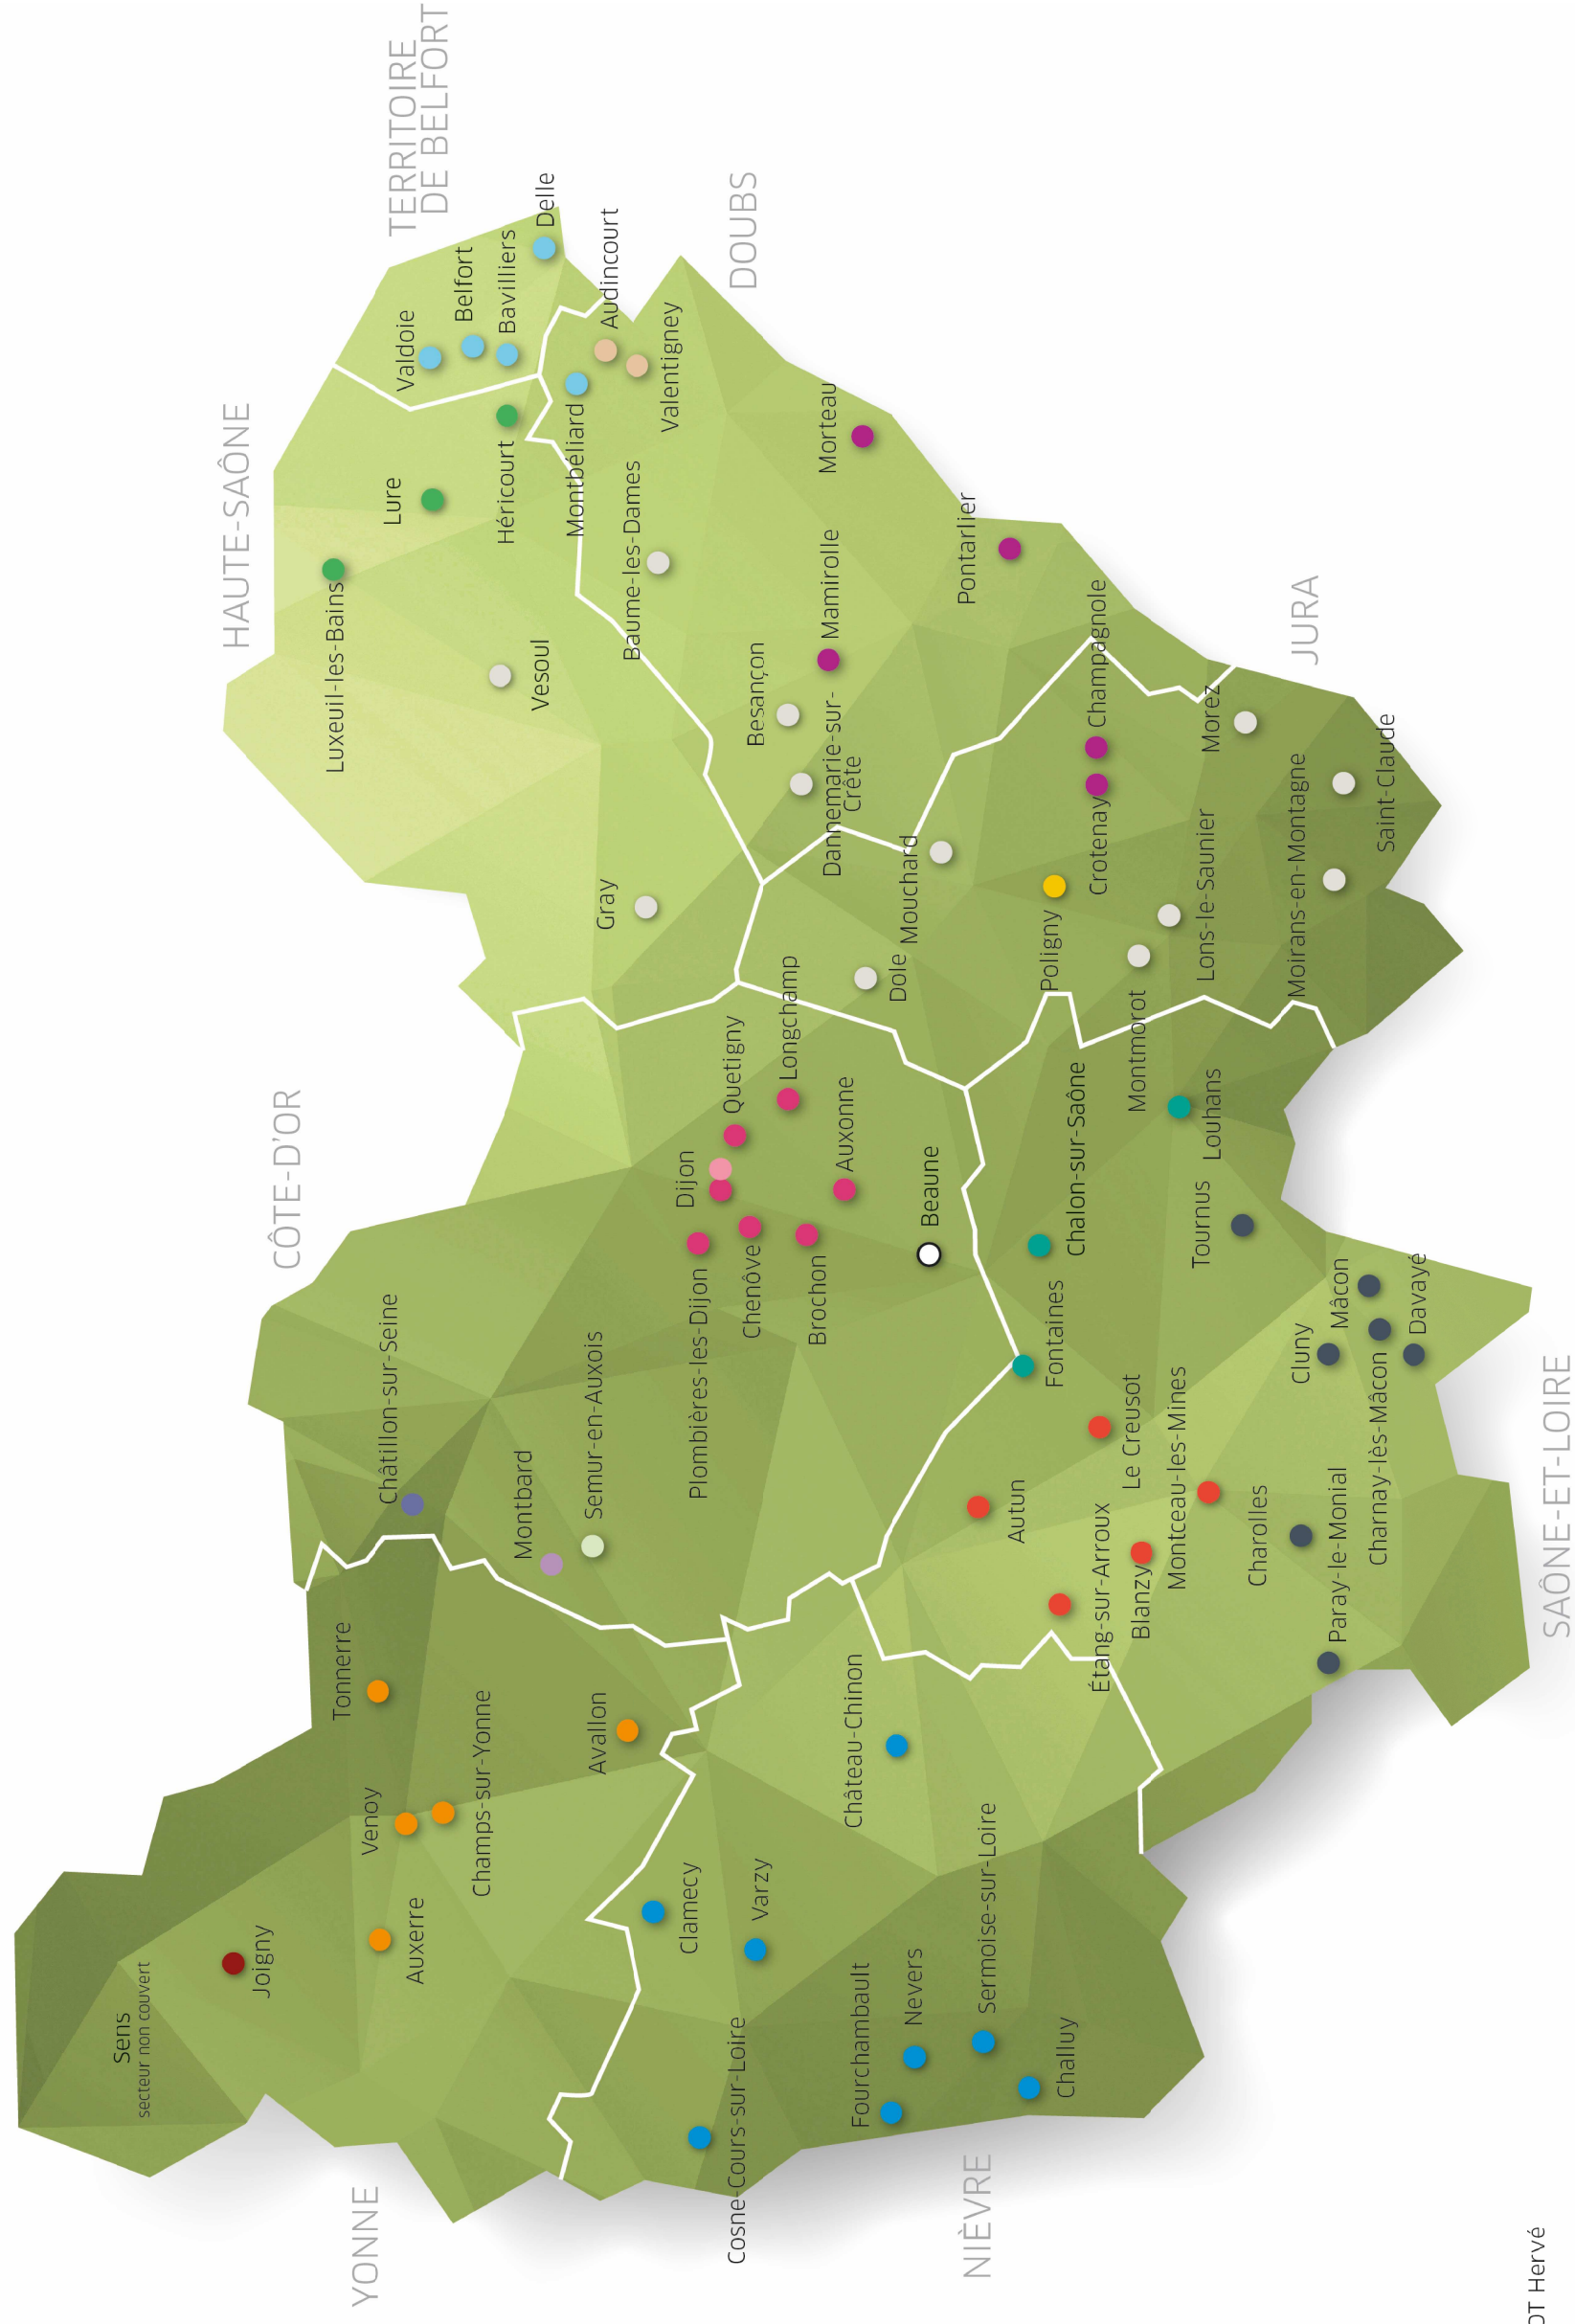 YONNE
Sens
secteur non couvert
Joigny
Auxerre
Venoy
Champs-sur-Yonne
Tonnerre
Avallon
NIÈVRE
Cosne-Cours-sur-Loire
Clamecy
Varzy
Fourchambault
Nevers
Sermoise-sur-Loire
Challuy
Château-Chinon
CÔTE-D'OR
Châtillon-sur-Seine
Montbard
Semur-en-Auxois
Plombières-les-Dijon
Dijon
Quetigny
Chenôve
Longchamp
Brochon
Auxonne
Beaune
SAÔNE-ET-LOIRE
Fontaines
Chalon-sur-Saône
Autun
Le Creusot
Étang-sur-Arroux
Blanzy
Montceau-les-Mines
Louhans
Tournus
Charolles
Paray-le-Monial
Cluny
Mâcon
Charnay-lès-Mâcon
Davayé
HAUTE-SAÔNE
Luxeuil-les-Bains
Lure
Héricourt
Vesoul
Gray
TERRITOIRE
DE BELFORT
Valdoie
Belfort
Bavilliers
Delle
DOUBS
Montbéliard
Audincourt
Valentigney
Baume-les-Dames
Besançon
Mamirolle
Dannemarie-sur-
Crête
Morteau
Pontarlier
JURA
Dole
Mouchard
Poligny
Crotenay
Champagnole
Montmorot
Lons-le-Saunier
Morez
Moirans-en-Montagne
Saint-Claude
OT Hervé